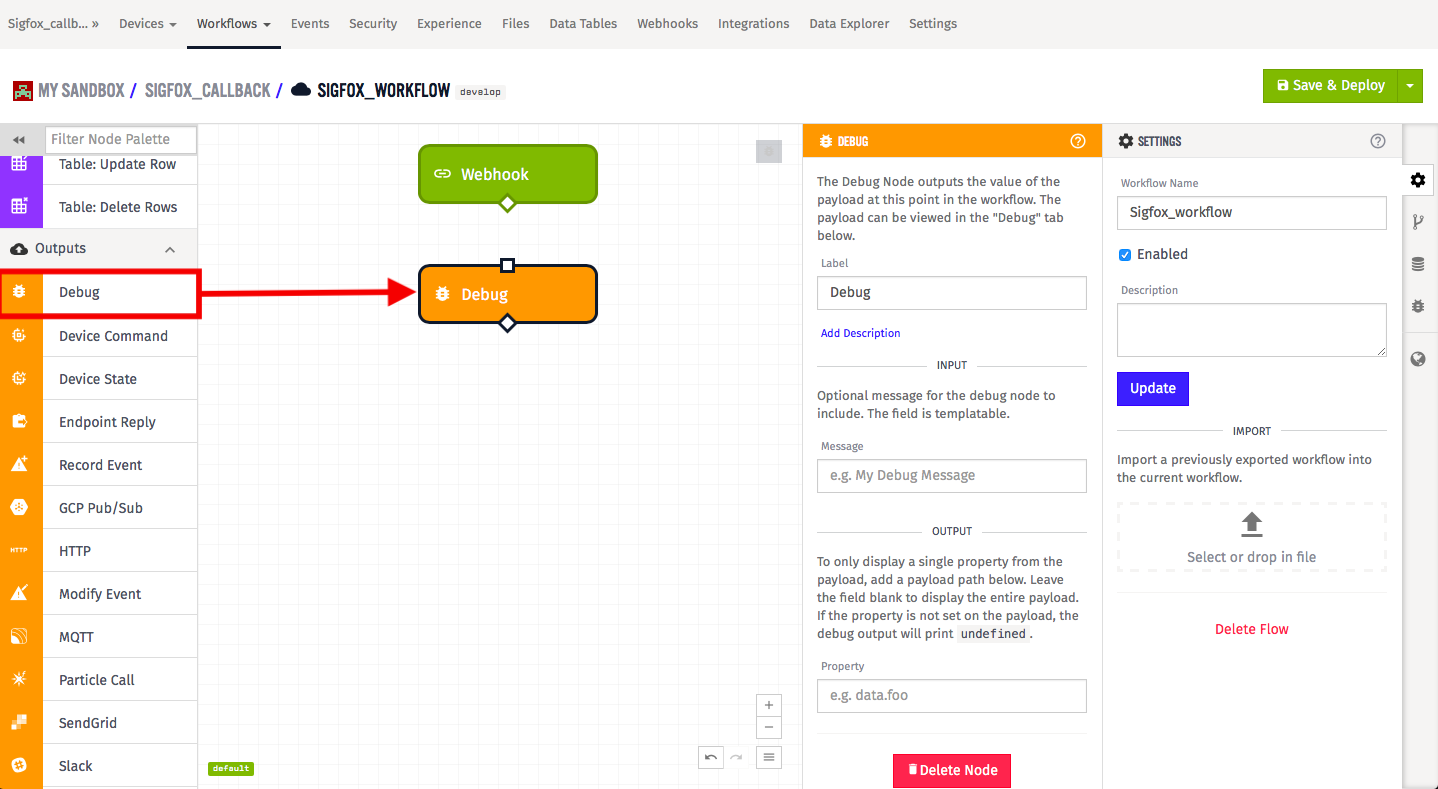 Sigfox_callb... »
Devices
Workflows
Events
Security
Experience
Files
Data Tables
Webhooks
Integrations
Data Explorer
Settings
MY SANDBOX / SIGFOX_CALLBACK / SIGFOX_WORKFLOW develop
Save & Deploy
Filter Node Palette
Table: Update Row
Table: Delete Rows
Outputs
Debug
Device Command
Device State
Endpoint Reply
Record Event
GCP Pub/Sub
HTTP HTTP
Modify Event
MQTT
Particle Call
SendGrid
Slack
Webhook
Debug
default
DEBUG
The Debug Node outputs the value of the
payload at this point in the workflow. The
payload can be viewed in the "Debug" tab
below.
Label
Debug
Add Description
INPUT
Optional message for the debug node to
include. The field is templatable.
Message
e.g. My Debug Message
OUTPUT
To only display a single property from the
payload, add a payload path below. Leave
the field blank to display the entire payload.
If the property is not set on the payload, the
debug output will print undefined.
Property
e.g. data.foo
Delete Node
SETTINGS
Workflow Name
Sigfox_workflow
Enabled
Description
Update
IMPORT
Import a previously exported workflow into
the current workflow.
Select or drop in file
Delete Flow